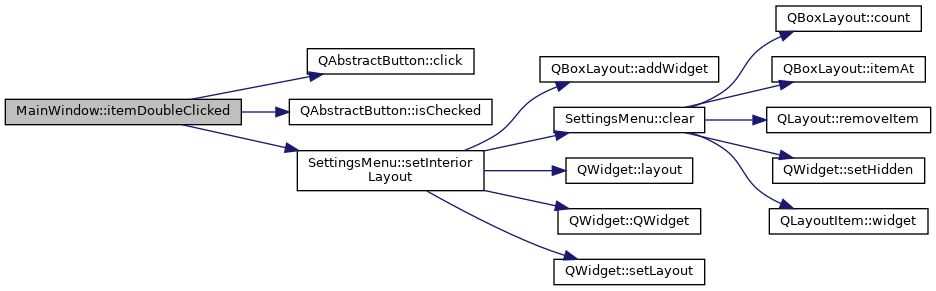 MainWindow::itemDoubleClicked
QAbstractButton::click
QAbstractButton::isChecked
SettingsMenu::setInterior
Layout
QBoxLayout::addWidget
SettingsMenu::clear
QWidget::layout
QWidget::QWidget
QWidget::setLayout
QBoxLayout::count
QBoxLayout::itemAt
QLayout::removeItem
QWidget::setHidden
QLayoutItem::widget